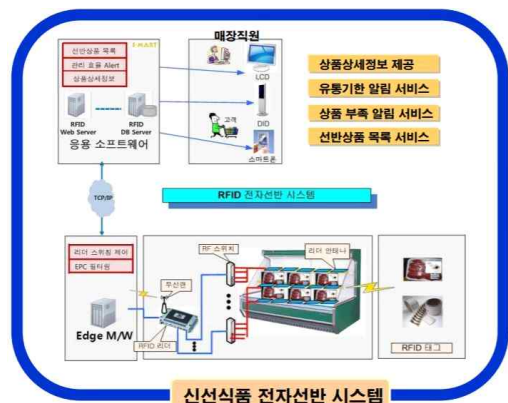 선반상품 목록
관리 효율 Alert
상품상세정보
S-MART
RFID
Web Server
RFID
DB Server
응용 소프트웨어
매장직원
LCD
DID
고객
스마트폰
상품상세정보 제공
유통기한 알림 서비스
상품 부족 알림 서비스
선반상품 목록 서비스
TCP/IP
RFID 전자선반 시스템
리더 스위칭 제어
EPC 필터링
Edge M/W
무선랜
RFID 리더
RF 스위치
리더 안테나
RFID 태그
신선식품 전자선반 시스템